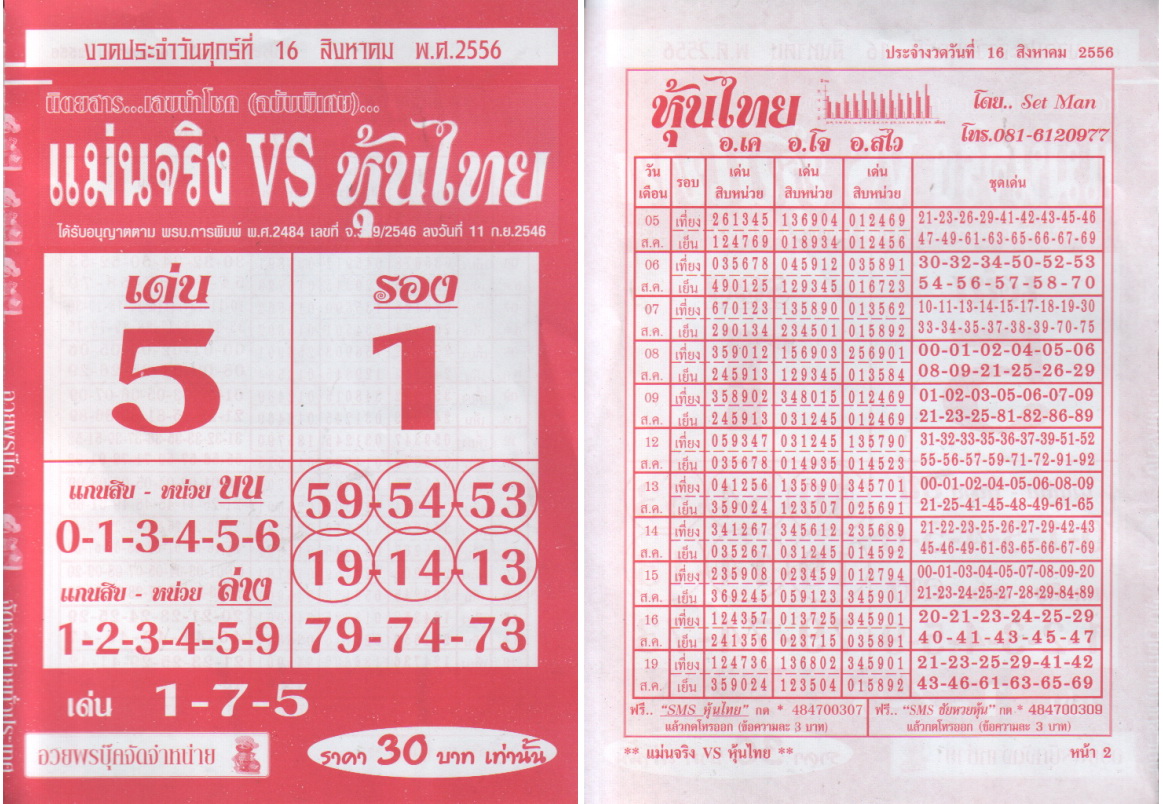 งวดประจำวันศุกร์ที่ 16 สิงหาคม พ.ศ.2556
นิตยสาร...เลขนำโชค (ฉบับพิเศษ)...
แม่นจริง VS หุ้นไทย
ได้รับอนุญาตตาม พรบ.การพิมพ์ พ.ศ.2484 เลขที่ 9/2546 ลงวันที่ 11 ก.ย.2546
เด่น รอง
5 1
แกนสิบ - หน่วย บน
0-1-3-4-5-6
แกนสิบ - หน่วย ล่าง
1-2-3-4-5-9
59-54-53
19-14-13
79-74-73
เด่น 1-7-5
อวยพรบุ๊คจัดจำหน่าย
ราคา 30 บาท เท่านั้น
ประจำงวดวันที่ 16 สิงหาคม 2556
หุ้นไทย
โดย.. Set Man
โทร.081-6120977
อ.เค อ.โจ อ.สไว
วันเดือน รอบ เด่นสิบหน่วย เด่นสิบหน่วย เด่นสิบหน่วย ชุดเด่น
05 เที่ยง 261345 136904 012469 21-23-26-29-41-42-43-45-46
ส.ค. เย็น 124769 018934 012456 47-49-61-63-65-66-67-69
06 เที่ยง 035678 045912 035891 30-32-34-50-52-53
ส.ค. เย็น 490125 129345 016723 54-56-57-58-70
07 เที่ยง 670123 135890 013562 10-11-13-14-15-17-18-19-30
ส.ค. เย็น 290134 234501 015892 33-34-35-37-38-39-70-75
08 เที่ยง 359012 156903 256901 00-01-02-04-05-06
ส.ค. เย็น 245913 129345 013584 08-09-21-25-26-29
09 เที่ยง 358902 348015 012469 01-02-03-05-06-07-09
ส.ค. เย็น 245913 031245 012469 21-23-25-81-82-86-89
12 เที่ยง 059347 031245 135790 31-32-33-35-36-37-39-51-52
ส.ค. เย็น 035678 014935 014523 55-56-57-59-71-72-91-92
13 เที่ยง 041256 135890 345701 00-01-02-04-05-06-08-09
ส.ค. เย็น 359024 123507 025691 21-25-41-45-48-49-61-65
14 เที่ยง 341267 345612 235689 21-22-23-25-26-27-29-42-43
ส.ค. เย็น 035267 031245 014592 45-46-49-61-63-65-66-67-69
15 เที่ยง 235908 023459 012794 00-01-03-04-05-07-08-09-20
ส.ค. เย็น 369245 059123 345901 21-23-24-25-27-28-29-84-89
16 เที่ยง 124357 013725 345901 20-21-23-24-25-29
ส.ค. เย็น 241356 023715 035891 40-41-43-45-47
19 เที่ยง 124736 136802 345901 21-23-25-29-41-42
ส.ค. เย็น 359024 123504 015892 43-46-61-63-65-69
ฟรี.. "SMS หุ้นไทย" กด * 484700307 ฟรี.. "SMS ชัยหวยหุ้น" กด * 484700309
แล้วกดโทรออก (ข้อความละ 3 บาท) แล้วกดโทรออก (ข้อความละ 3 บาท)
** แม่นจริง VS หุ้นไทย ** หน้า 2